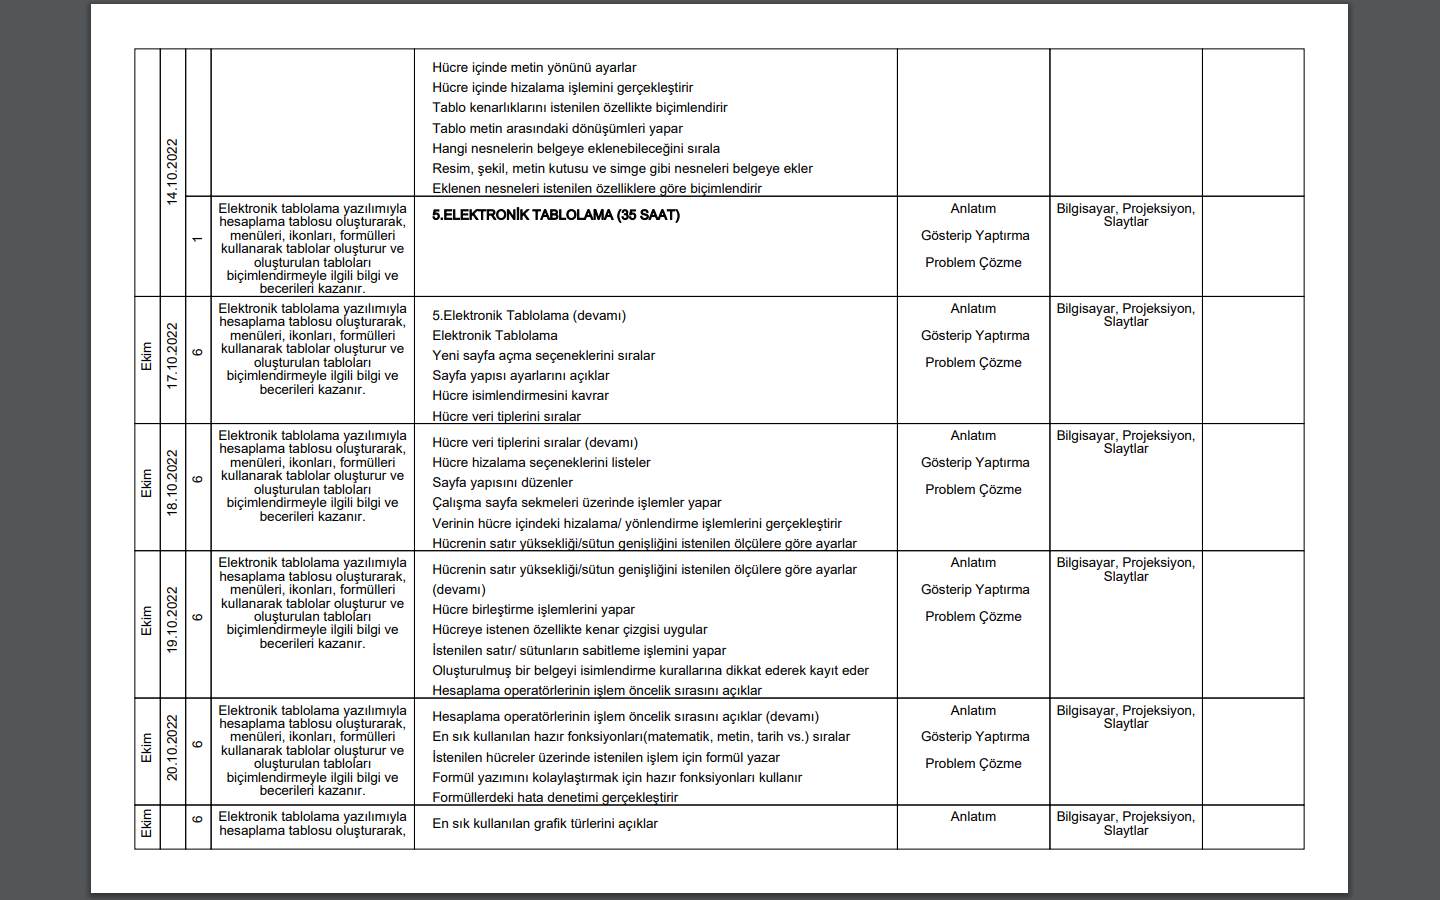 14.10.2022
Hücre içinde metin yönünü ayarlar
Hücre içinde hizalama işlemini gerçekleştirir
Tablo kenarlıklarını istenilen özellikte biçimlendirir
Tablo metin arasındaki dönüşümleri yapar
Hangi nesnelerin belgeye eklenebileceğini sırala
Resim, şekil, metin kutusu ve simge gibi nesneleri belgeye ekler
Eklenen nesneleri istenilen özelliklere göre biçimlendirir
1
Elektronik tablolama yazılımıyla
hesaplama tablosu oluşturarak,
menüleri, ikonları, formülleri
kullanarak tablolar oluşturur ve
oluşturulan tabloları
biçimlendirmeyle ilgili bilgi ve
becerileri kazanır.
5.ELEKTRONİK TABLOLAMA (35 SAAT)
Anlatım
Gösterip Yaptırma
Problem Çözme
Bilgisayar, Projeksiyon,
Slaytlar
Ekim
17.10.2022
6
Elektronik tablolama yazılımıyla
hesaplama tablosu oluşturarak,
menüleri, ikonları, formülleri
kullanarak tablolar oluşturur ve
oluşturulan tabloları
biçimlendirmeyle ilgili bilgi ve
becerileri kazanır.
5.Elektronik Tablolama (devamı)
Elektronik Tablolama
Yeni sayfa açma seçeneklerini sıralar
Sayfa yapısı ayarlarını açıklar
Hücre isimlendirmesini kavrar
Hücre veri tiplerini sıralar
Anlatım
Gösterip Yaptırma
Problem Çözme
Bilgisayar, Projeksiyon,
Slaytlar
Ekim
18.10.2022
6
Elektronik tablolama yazılımıyla
hesaplama tablosu oluşturarak,
menüleri, ikonları, formülleri
kullanarak tablolar oluşturur ve
oluşturulan tabloları
biçimlendirmeyle ilgili bilgi ve
becerileri kazanır.
Hücre veri tiplerini sıralar (devamı)
Hücre hizalama seçeneklerini listeler
Sayfa yapısını düzenler
Çalışma sayfa sekmeleri üzerinde işlemler yapar
Verinin hücre içindeki hizalama/ yönlendirme işlemlerini gerçekleştirir
Hücrenin satır yüksekliği/sütun genişliğini istenilen ölçülere göre ayarlar
Anlatım
Gösterip Yaptırma
Problem Çözme
Bilgisayar, Projeksiyon,
Slaytlar
Ekim
19.10.2022
6
Elektronik tablolama yazılımıyla
hesaplama tablosu oluşturarak,
menüleri, ikonları, formülleri
kullanarak tablolar oluşturur ve
oluşturulan tabloları
biçimlendirmeyle ilgili bilgi ve
becerileri kazanır.
Hücrenin satır yüksekliği/sütun genişliğini istenilen ölçülere göre ayarlar
(devamı)
Hücre birleştirme işlemlerini yapar
Hücreye istenen özellikte kenar çizgisi uygular
İstenilen satır/ sütunların sabitleme işlemini yapar
Oluşturulmuş bir belgeyi isimlendirme kurallarına dikkat ederek kayıt eder
Hesaplama operatörlerinin işlem öncelik sırasını açıklar
Anlatım
Gösterip Yaptırma
Problem Çözme
Bilgisayar, Projeksiyon,
Slaytlar
Ekim
20.10.2022
6
Elektronik tablolama yazılımıyla
hesaplama tablosu oluşturarak,
menüleri, ikonları, formülleri
kullanarak tablolar oluşturur ve
oluşturulan tabloları
biçimlendirmeyle ilgili bilgi ve
becerileri kazanır.
Hesaplama operatörlerinin işlem öncelik sırasını açıklar (devamı)
En sık kullanılan hazır fonksiyonları(matematik, metin, tarih vs.) sıralar
İstenilen hücreler üzerinde istenilen işlem için formül yazar
Formül yazımını kolaylaştırmak için hazır fonksiyonları kullanır
Formüllerdeki hata denetimi gerçekleştirir
Anlatım
Gösterip Yaptırma
Problem Çözme
Bilgisayar, Projeksiyon,
Slaytlar
Ekim
6
Elektronik tablolama yazılımıyla
hesaplama tablosu oluşturarak,
En sık kullanılan grafik türlerini açıklar
Anlatım
Bilgisayar, Projeksiyon,
Slaytlar